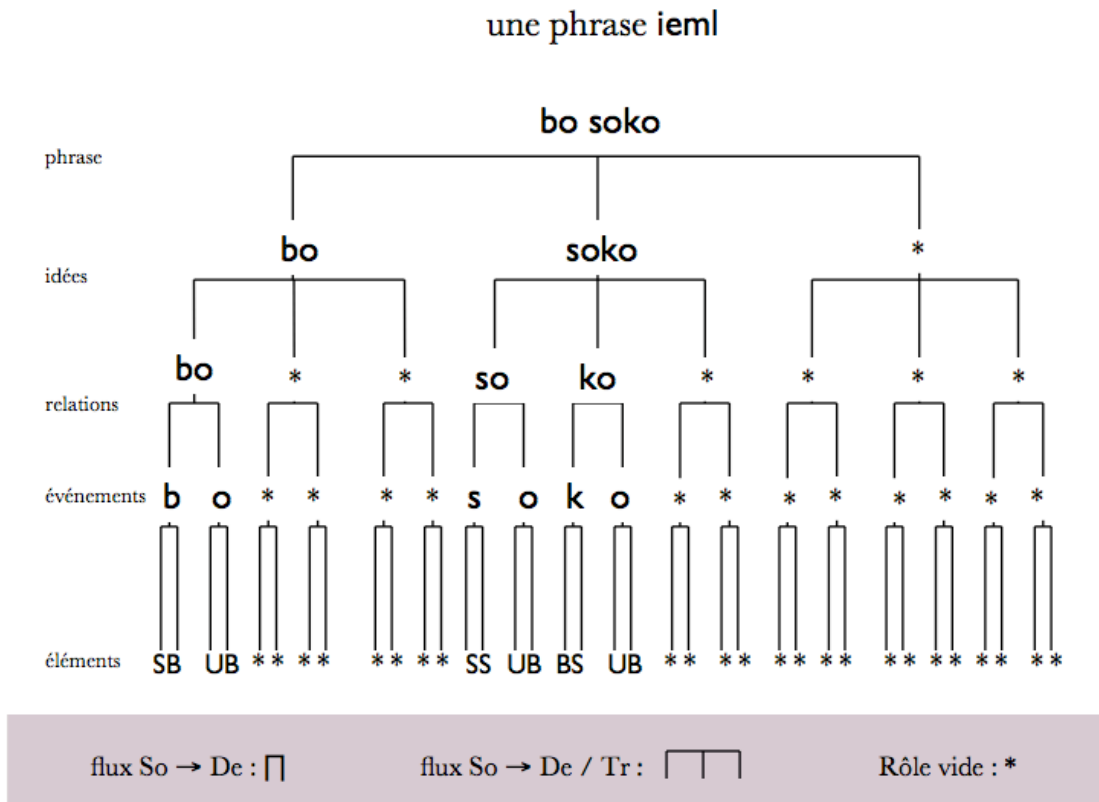 une phrase ieml
bo soko
phrase
bo soko *
idées
bo * * so ko * * * *
relations
événements b o * * * * s o k o * * * * * * * *
éléments SB UB ** ** ** ** SS UB BS UB ** ** ** ** ** ** ** **
flux So → De : ∏ flux So → De / Tr : Rôle vide : *